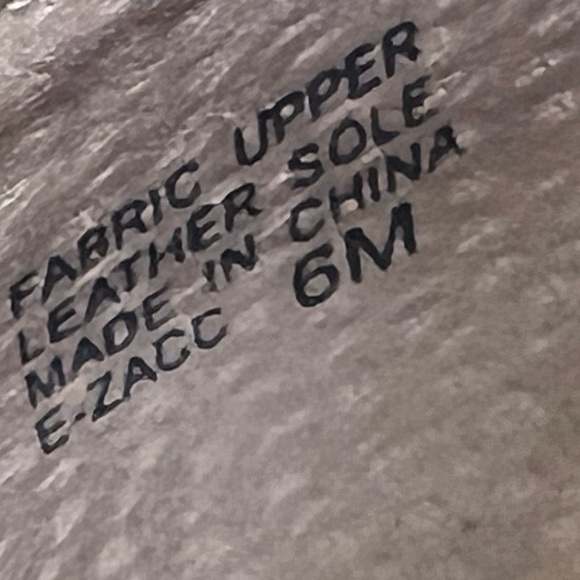 FABRIC UPPER
LEATHER SOLE
MADE IN CHINA
E-ZACC 6M